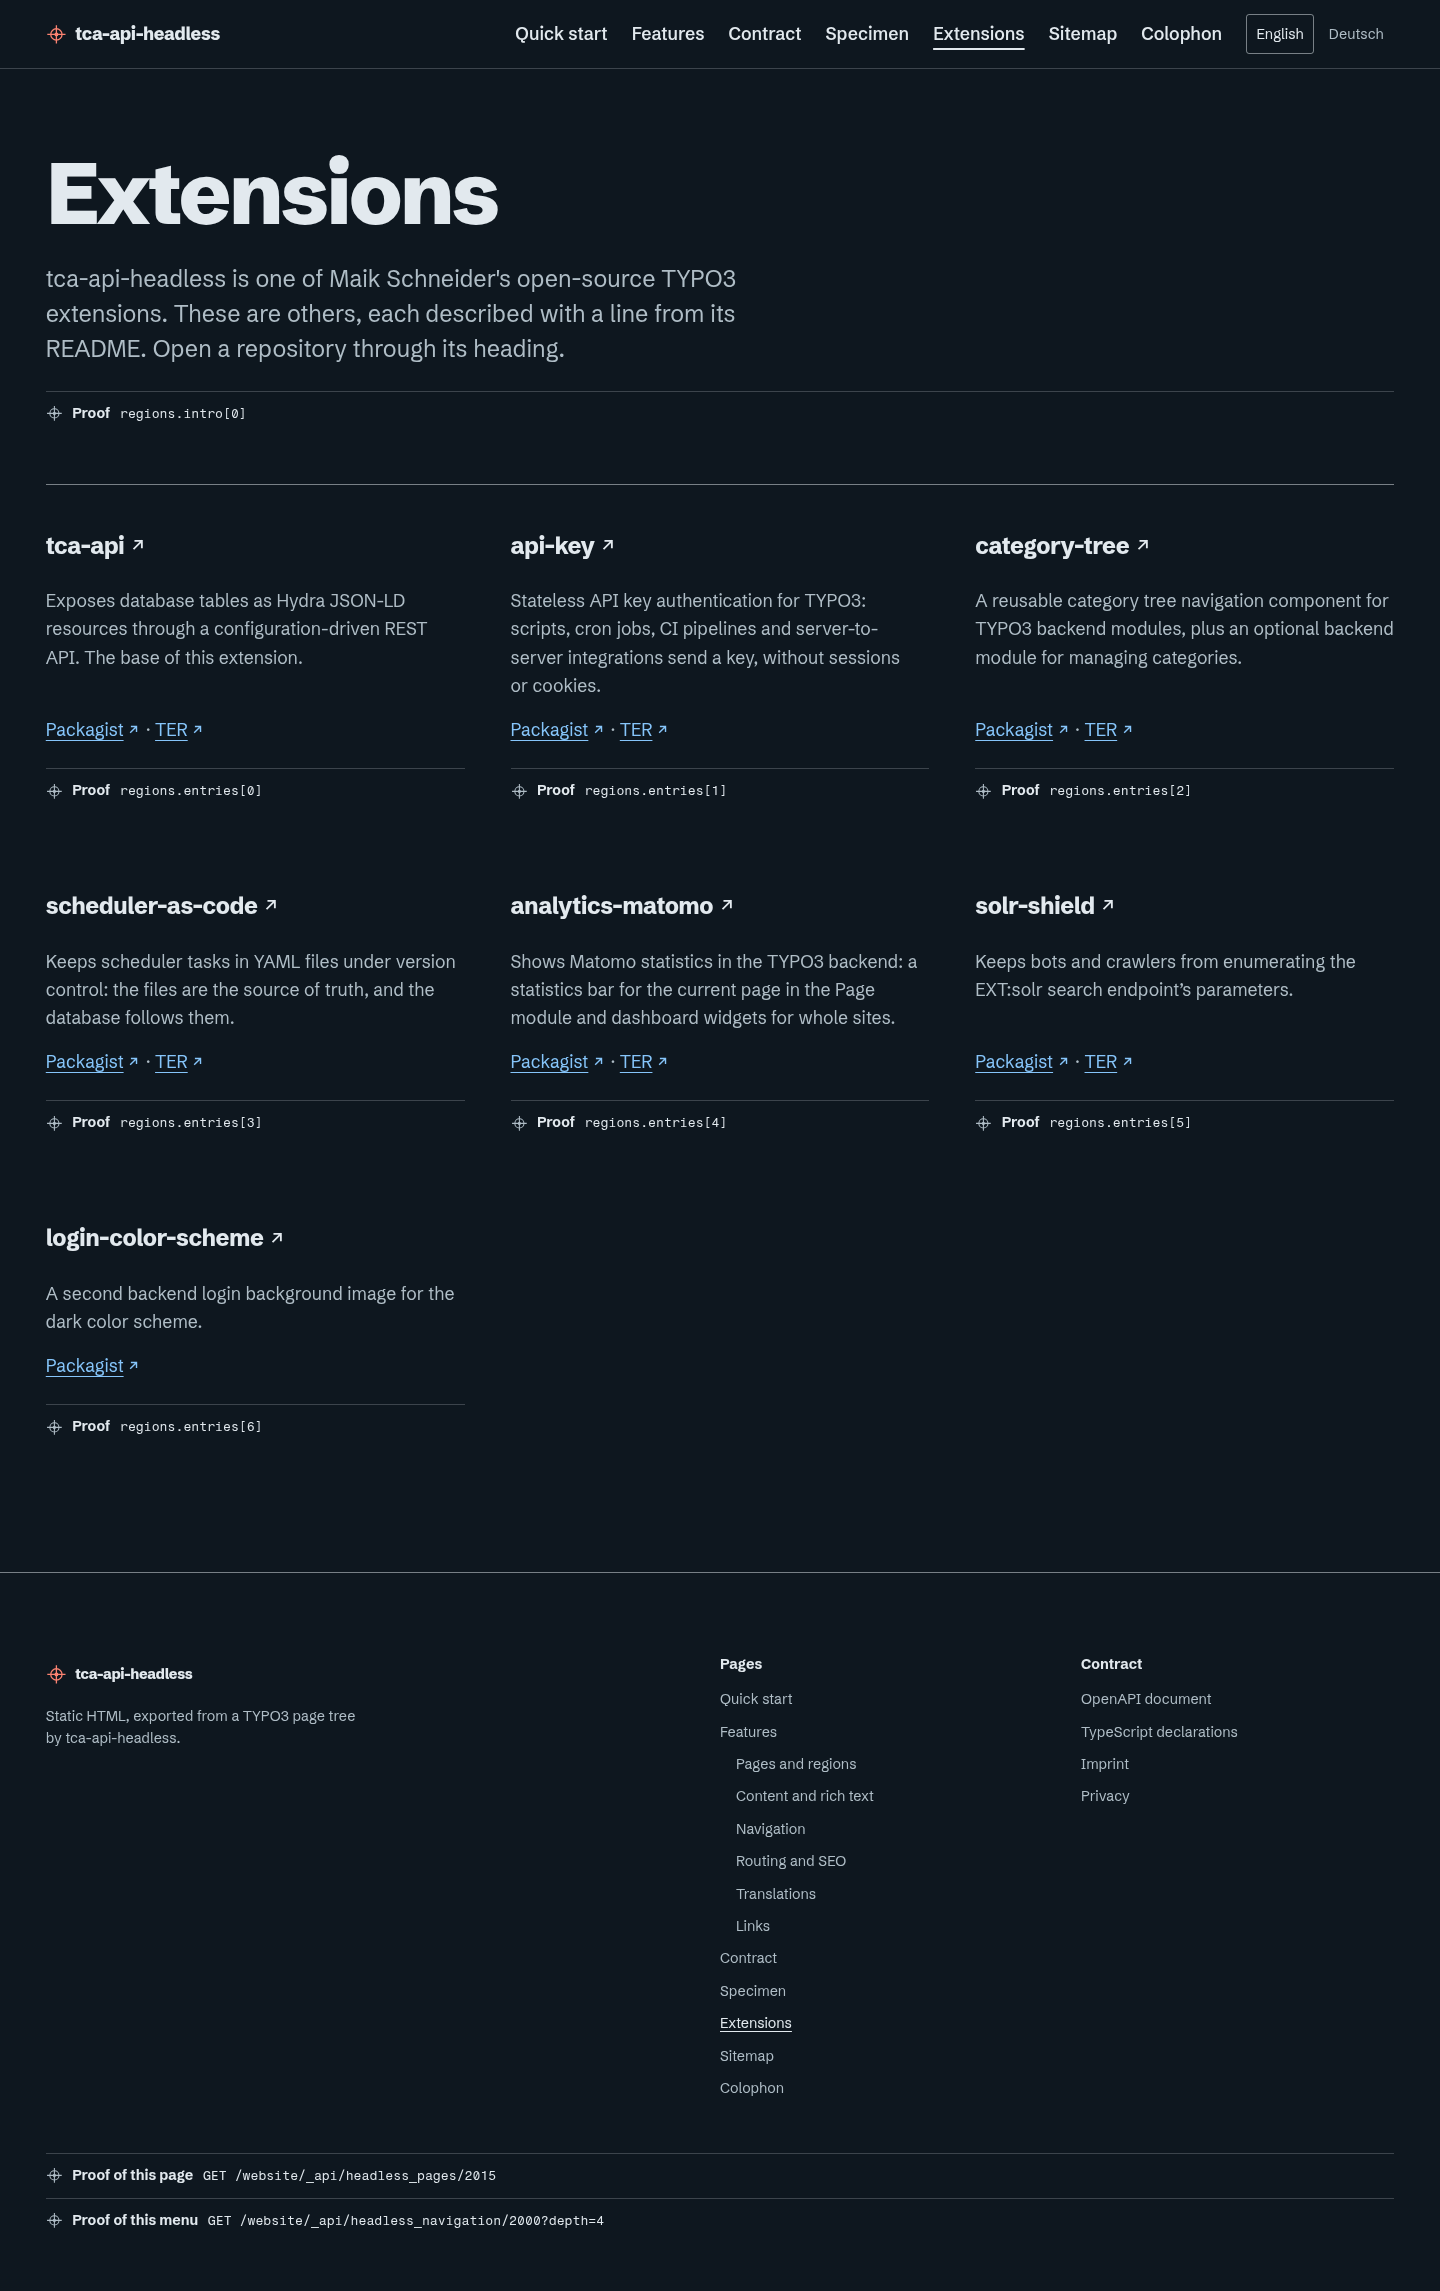 tca-api-headless
Quick start Features Contract Specimen Extensions Sitemap Colophon English Deutsch
Extensions
tca-api-headless is one of Maik Schneider's open-source TYPO3
extensions. These are others, each described with a line from its
README. Open a repository through its heading.
Proof regions.intro[0]
tca-api ↗
Exposes database tables as Hydra JSON-LD
resources through a configuration-driven REST
API. The base of this extension.
Packagist ↗ · TER ↗
Proof regions.entries[0]
api-key ↗
Stateless API key authentication for TYPO3:
scripts, cron jobs, CI pipelines and server-to-
server integrations send a key, without sessions
or cookies.
Packagist ↗ · TER ↗
Proof regions.entries[1]
category-tree ↗
A reusable category tree navigation component for
TYPO3 backend modules, plus an optional backend
module for managing categories.
Packagist ↗ · TER ↗
Proof regions.entries[2]
scheduler-as-code ↗
Keeps scheduler tasks in YAML files under version
control: the files are the source of truth, and the
database follows them.
Packagist ↗ · TER ↗
Proof regions.entries[3]
analytics-matomo ↗
Shows Matomo statistics in the TYPO3 backend: a
statistics bar for the current page in the Page
module and dashboard widgets for whole sites.
Packagist ↗ · TER ↗
Proof regions.entries[4]
solr-shield ↗
Keeps bots and crawlers from enumerating the
EXT:solr search endpoint’s parameters.
Packagist ↗ · TER ↗
Proof regions.entries[5]
login-color-scheme ↗
A second backend login background image for the
dark color scheme.
Packagist ↗
Proof regions.entries[6]
tca-api-headless
Static HTML, exported from a TYPO3 page tree
by tca-api-headless.
Pages
Quick start
Features
Pages and regions
Content and rich text
Navigation
Routing and SEO
Translations
Links
Contract
Specimen
Extensions
Sitemap
Colophon
Contract
OpenAPI document
TypeScript declarations
Imprint
Privacy
Proof of this page GET /website/_api/headless_pages/2015
Proof of this menu GET /website/_api/headless_navigation/2000?depth=4